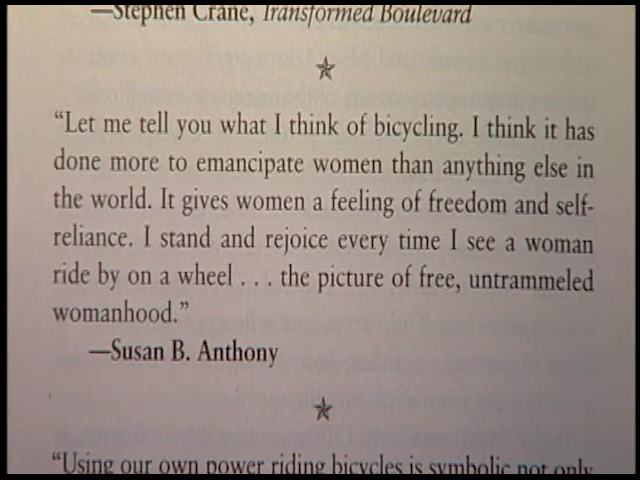 —Stephen Crane, Transformed Boulevard
“Let me tell you what I think of bicycling. I think it has
done more to emancipate women than anything else in
the world. It gives women a feeling of freedom and self-
reliance. I stand and rejoice every time I see a woman
ride by on a wheel . . . the picture of free, untrammeled
womanhood.”
—Susan B. Anthony
“Using our own power riding bicycles is symbolic not only